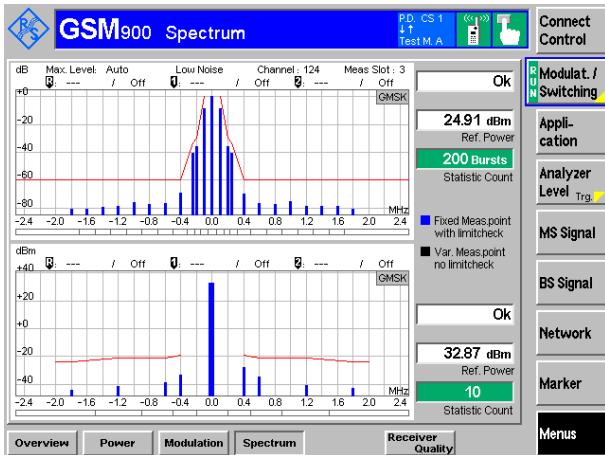 R&S
GSM900 Spectrum
P.D. CS 1
↓↑
Test M. A
Connect
Control
dB Max. Level: Auto Low Noise Channel : 124 Meas Slot : 3
R: --- / Off 1: --- / Off 2: --- / Off
GMSK
+0
-20
-40
-60
-80
MHz
-2.4 -2.0 -1.6 -1.2 -0.8 -0.4 0.0 0.4 0.8 1.2 1.6 2.0 2.4
Ok
24.91 dBm
Ref. Power
200 Bursts
Statistic Count
Fixed Meas.point
with limitcheck
Var. Meas.point
no limitcheck
dBm
R: --- / Off 1: --- / Off 2: --- / Off
GMSK
+40
+20
+0
-20
-40
MHz
-2.4 -2.0 -1.6 -1.2 -0.8 -0.4 0.0 0.4 0.8 1.2 1.6 2.0 2.4
Ok
32.87 dBm
Ref. Power
10
Statistic Count
RUN
Modulat. /
Switching
Appli-
cation
Analyzer
Level Trg.
MS Signal
BS Signal
Network
Marker
Menus
Overview Power Modulation Spectrum Receiver
Quality